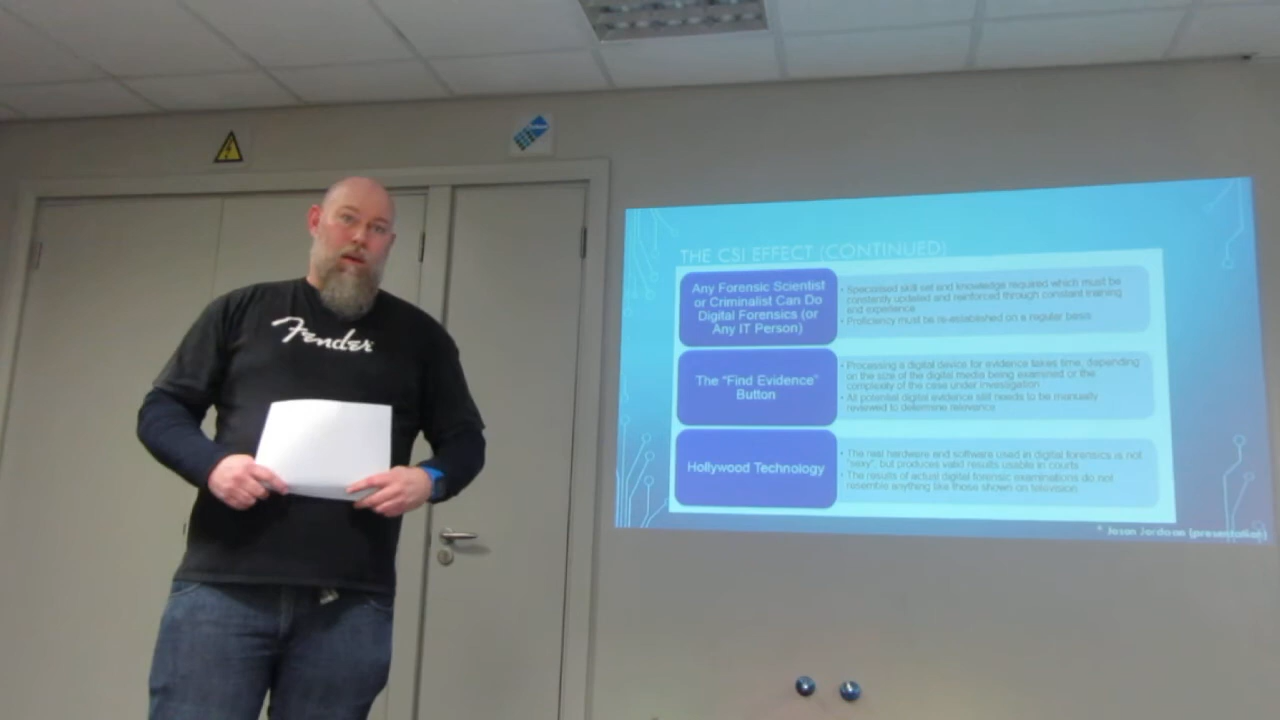 Fender
THE CSI EFFECT (CONTINUED)
Any Forensic Scientist
or Criminalist Can Do
Digital Forensics (or
Any IT Person)
• Specialised skill set and knowledge required which must be
constantly updated and reinforced through constant training
and experience
• Proficiency must be re-established on a regular basis
The "Find Evidence"
Button
• Processing a digital device for evidence takes time, depending
on the size of the digital media being examined or the
complexity of the case under investigation
• All potential digital evidence still needs to be manually
reviewed to determine relevance
Hollywood Technology
• The real hardware and software used in digital forensics is not
"sexy", but produces valid results usable in courts
• The results of actual digital forensic examinations do not
resemble anything like those shown on television
* Jason Jordaan (presentation)